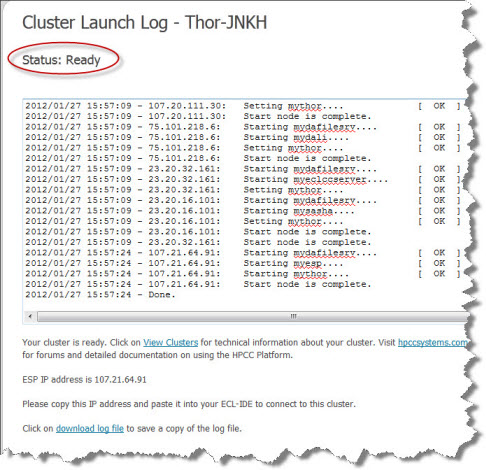 Cluster Launch Log - Thor-JNKH
Status: Ready
2012/01/27 15:57:09 - 107.20.111.30: Setting mythor.... [ OK ]
2012/01/27 15:57:09 - 107.20.111.30: Start node is complete.
2012/01/27 15:57:09 - 75.101.218.6: Starting mydafilesrv.... [ OK ]
2012/01/27 15:57:09 - 75.101.218.6: Starting mydali.... [ OK ]
2012/01/27 15:57:09 - 75.101.218.6: Setting mythor.... [ OK ]
2012/01/27 15:57:09 - 75.101.218.6: Start node is complete.
2012/01/27 15:57:09 - 23.20.32.161: Starting mydafilesrv.... [ OK ]
2012/01/27 15:57:09 - 23.20.32.161: Starting myeclccserver.... [ OK ]
2012/01/27 15:57:09 - 23.20.32.161: Setting mythor.... [ OK ]
2012/01/27 15:57:09 - 23.20.16.101: Starting mydafilesrv.... [ OK ]
2012/01/27 15:57:09 - 23.20.16.101: Starting mysasha.... [ OK ]
2012/01/27 15:57:09 - 23.20.16.101: Setting mythor.... [ OK ]
2012/01/27 15:57:09 - 23.20.16.101: Start node is complete.
2012/01/27 15:57:09 - 23.20.32.161: Start node is complete.
2012/01/27 15:57:24 - 107.21.64.91: Starting mydafilesrv.... [ OK ]
2012/01/27 15:57:24 - 107.21.64.91: Starting myesp.... [ OK ]
2012/01/27 15:57:24 - 107.21.64.91: Starting mythor.... [ OK ]
2012/01/27 15:57:24 - 107.21.64.91: Start node is complete.
2012/01/27 15:57:24 - Done.
Your cluster is ready. Click on View Clusters for technical information about your cluster. Visit hpccsystems.com
for forums and detailed documentation on using the HPCC Platform.
ESP IP address is 107.21.64.91
Please copy this IP address and paste it into your ECL-IDE to connect to this cluster.
Click on download log file to save a copy of the log file.